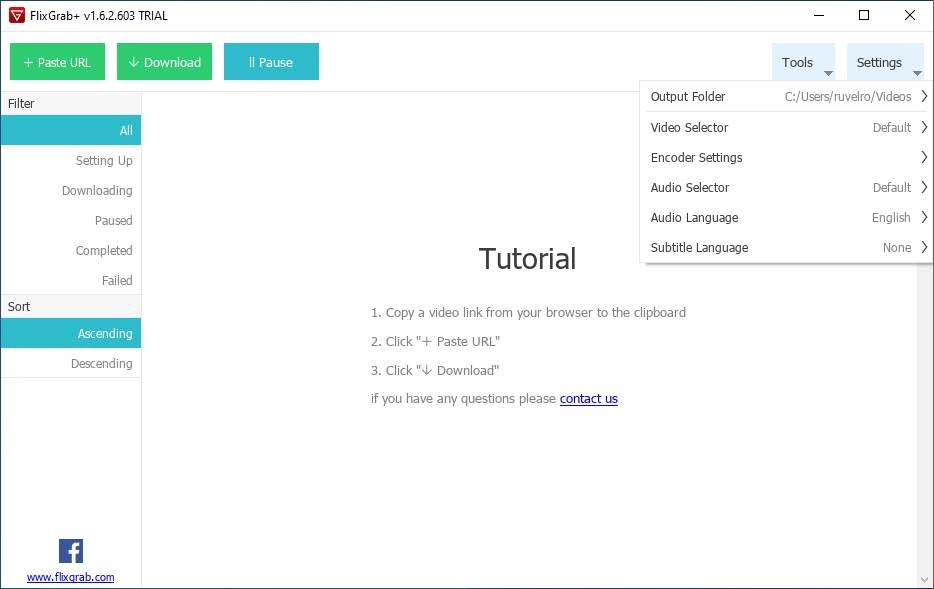 FlixGrab+ v1.6.2.603 TRIAL
+ Paste URL
↓ Download
II Pause
Tools
Settings
Output Folder C:/Users/ruvelro/Videos
Video Selector Default
Encoder Settings
Audio Selector Default
Audio Language English
Subtitle Language None
Filter
All
Setting Up
Downloading
Paused
Completed
Failed
Sort
Ascending
Descending
Tutorial
1. Copy a video link from your browser to the clipboard
2. Click "+ Paste URL"
3. Click "↓ Download"
if you have any questions please contact us
www.flixgrab.com